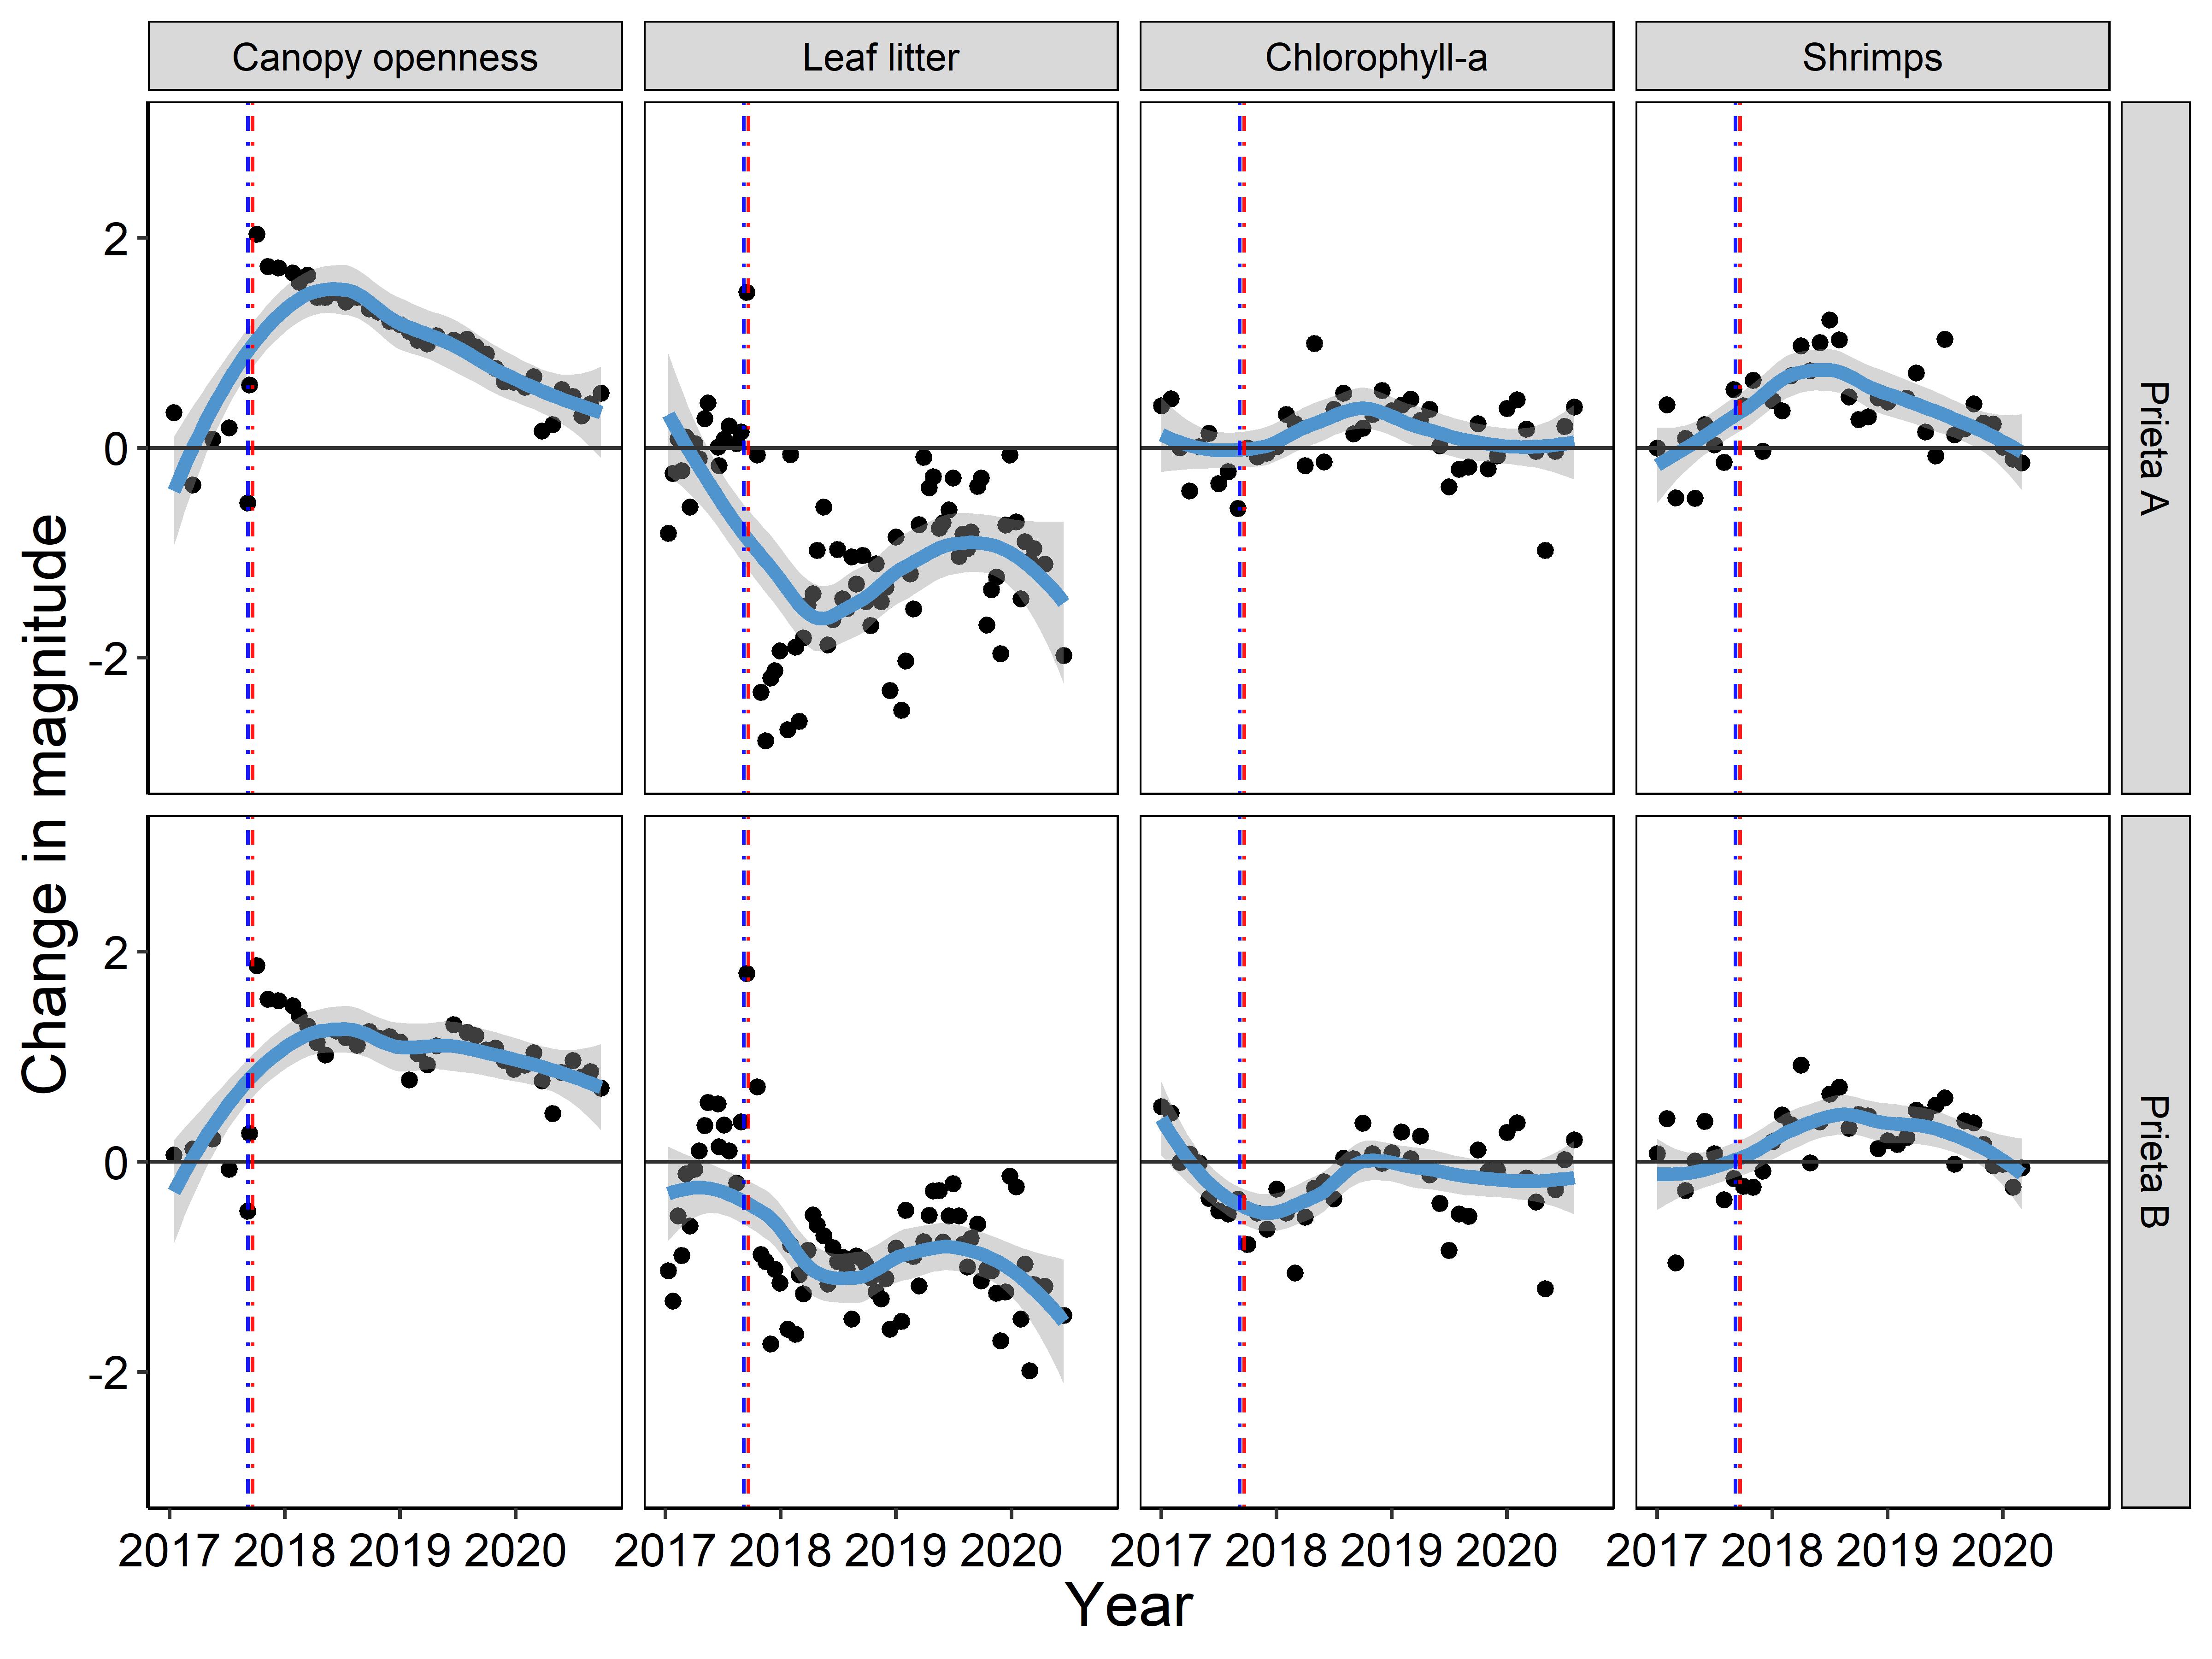 Canopy openness Leaf litter Chlorophyll-a Shrimps
Change in magnitude
2
0
-2
Prieta A
2
0
-2
Prieta B
2017 2018 2019 2020 2017 2018 2019 2020 2017 2018 2019 2020 2017 2018 2019 2020
Year